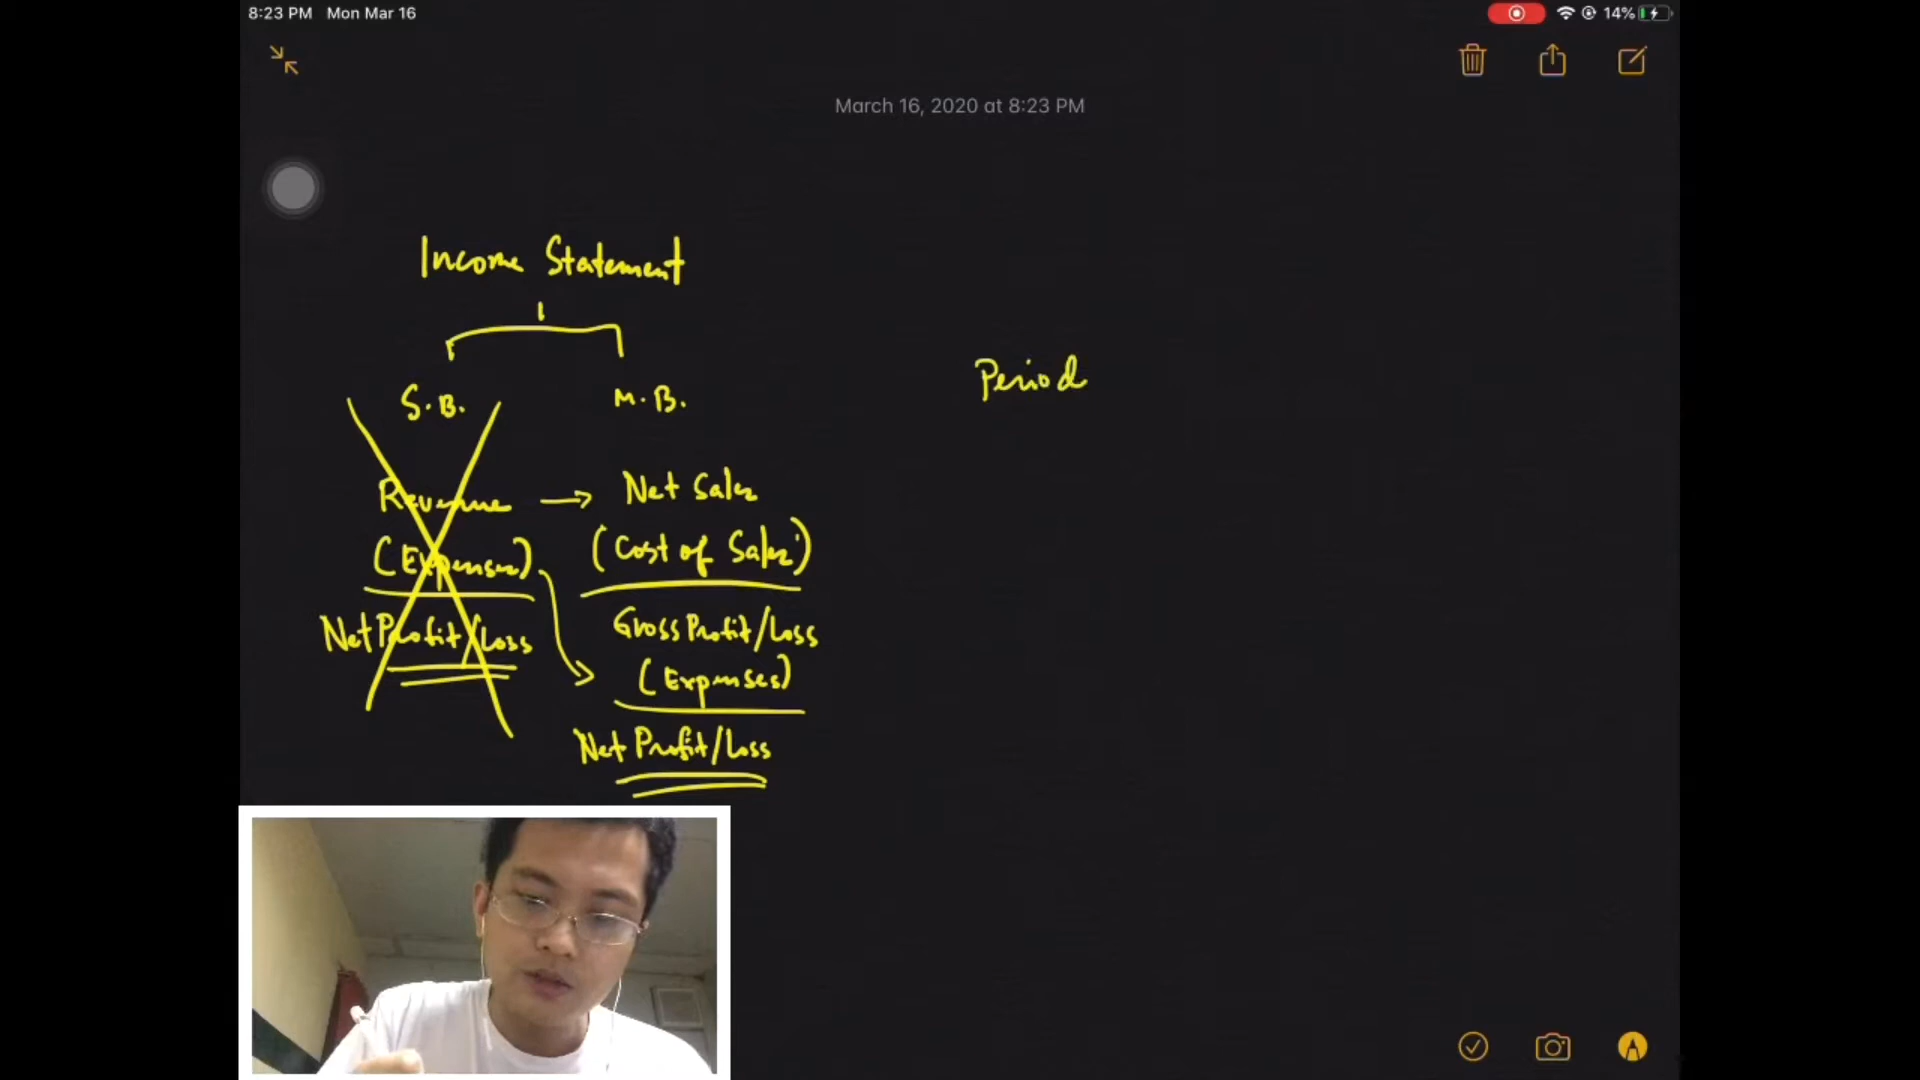 8:23 PM Mon Mar 16
14%
March 16, 2020 at 8:23 PM
Income Statement
S.B.
M.B.
Period
Revenue → Net Sales
(Expenses)
(Cost of Sales)
Net Profit/Loss
Gross Profit/Loss
(Expenses)
Net Profit/Loss